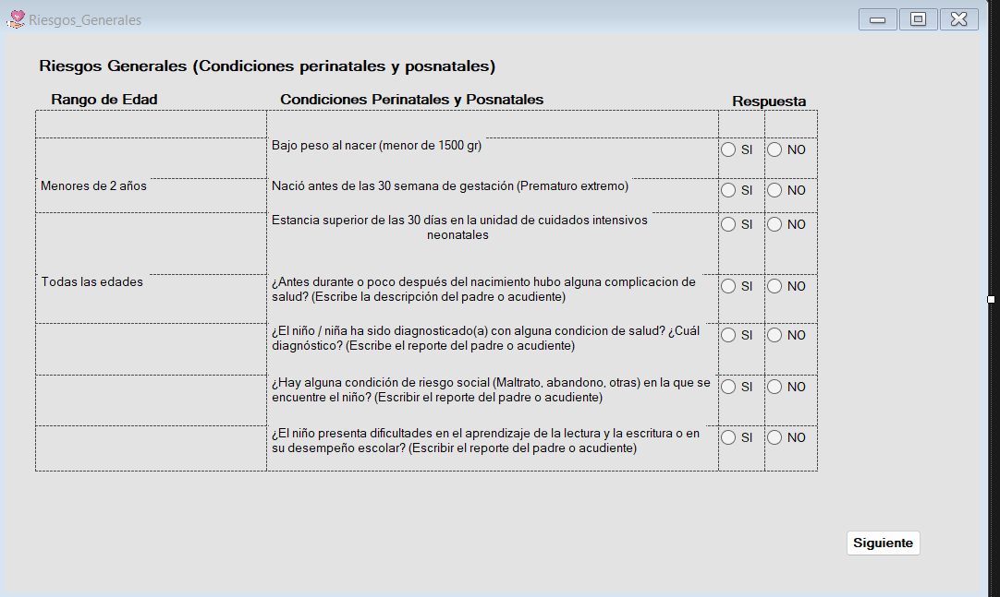 Riesgos_Generales
Riesgos Generales (Condiciones perinatales y posnatales)
Rango de Edad Condiciones Perinatales y Posnatales Respuesta
Bajo peso al nacer (menor de 1500 gr) SI NO
Menores de 2 años Nació antes de las 30 semana de gestación (Prematuro extremo) SI NO
Estancia superior de las 30 días en la unidad de cuidados intensivos SI NO
neonatales
Todas las edades ¿Antes durante o poco después del nacimiento hubo alguna complicacion de SI NO
salud? (Escribe la descripción del padre o acudiente)
¿El niño / niña ha sido diagnosticado(a) con alguna condicion de salud? ¿Cuál SI NO
diagnóstico? (Escribe el reporte del padre o acudiente)
¿Hay alguna condición de riesgo social (Maltrato, abandono, otras) en la que se SI NO
encuentre el niño? (Escribir el reporte del padre o acudiente)
¿El niño presenta dificultades en el aprendizaje de la lectura y la escritura o en SI NO
su desempeño escolar? (Escribir el reporte del padre o acudiente)
Siguiente